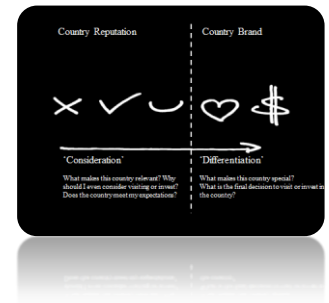 Country Reputation
Country Brand
$
'Consideration'
What makes this country relevant? Why
should I even consider visiting or invest?
Does the country meet my expectations?
'Differentiation'
What makes this country special?
What is the final decision to visit or invest in
the country?